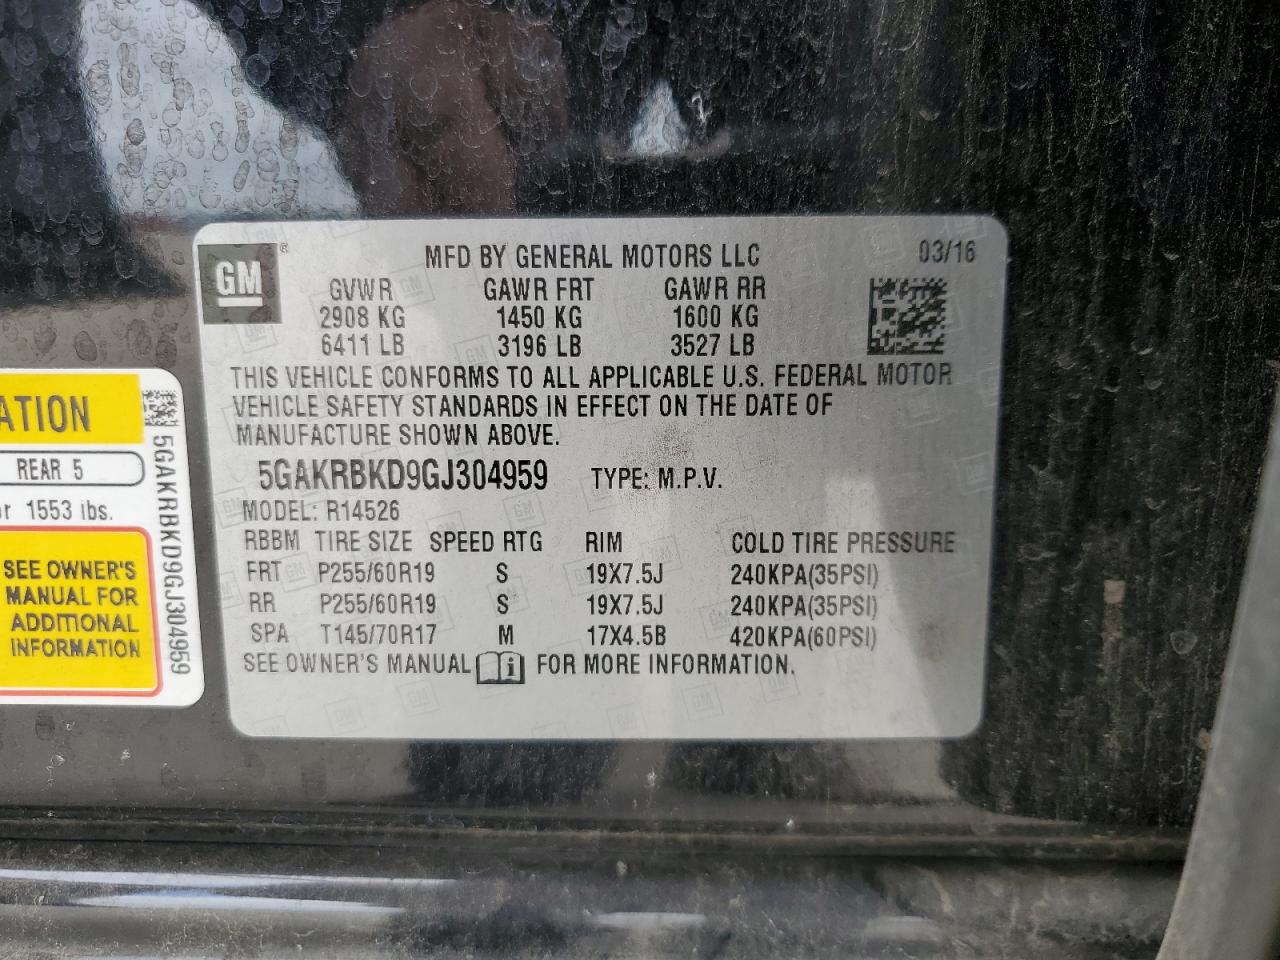 GM ®
MFD BY GENERAL MOTORS LLC 03/16
GVWR GAWR FRT GAWR RR
2908 KG 1450 KG 1600 KG
6411 LB 3196 LB 3527 LB
THIS VEHICLE CONFORMS TO ALL APPLICABLE U.S. FEDERAL MOTOR
VEHICLE SAFETY STANDARDS IN EFFECT ON THE DATE OF
MANUFACTURE SHOWN ABOVE.
5GAKRBKD9GJ304959 TYPE: M.P.V.
MODEL: R14526
RBBM TIRE SIZE SPEED RTG RIM COLD TIRE PRESSURE
FRT P255/60R19 S 19X7.5J 240KPA(35PSI)
RR P255/60R19 S 19X7.5J 240KPA(35PSI)
SPA T145/70R17 M 17X4.5B 420KPA(60PSI)
SEE OWNER'S MANUAL i FOR MORE INFORMATION.
ATION
REAR 5
r 1553 lbs.
SEE OWNER'S
MANUAL FOR
ADDITIONAL
INFORMATION
5GAKRBKD9GJ304959